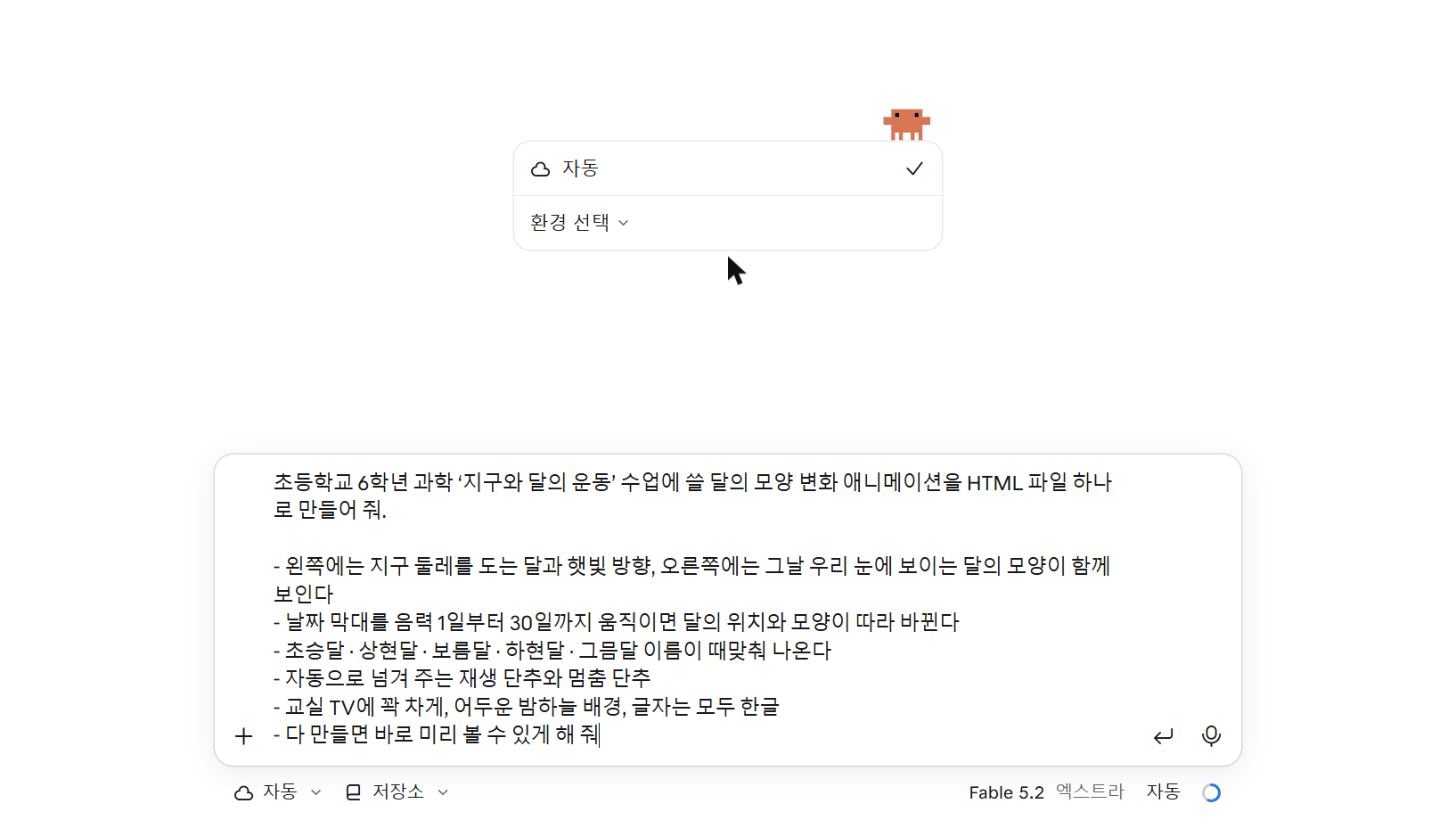 자동
환경 선택
초등학교 6학년 과학 ‘지구와 달의 운동’ 수업에 쓸 달의 모양 변화 애니메이션을 HTML 파일 하나
로 만들어 줘.
- 왼쪽에는 지구 둘레를 도는 달과 햇빛 방향, 오른쪽에는 그날 우리 눈에 보이는 달의 모양이 함께
보인다
- 날짜 막대를 음력 1일부터 30일까지 움직이면 달의 위치와 모양이 따라 바뀐다
- 초승달 · 상현달 · 보름달 · 하현달 · 그믐달 이름이 때맞춰 나온다
- 자동으로 넘겨 주는 재생 단추와 멈춤 단추
- 교실 TV에 꽉 차게, 어두운 밤하늘 배경, 글자는 모두 한글
- 다 만들면 바로 미리 볼 수 있게 해 줘
자동 저장소 Fable 5.2 엑스트라 자동